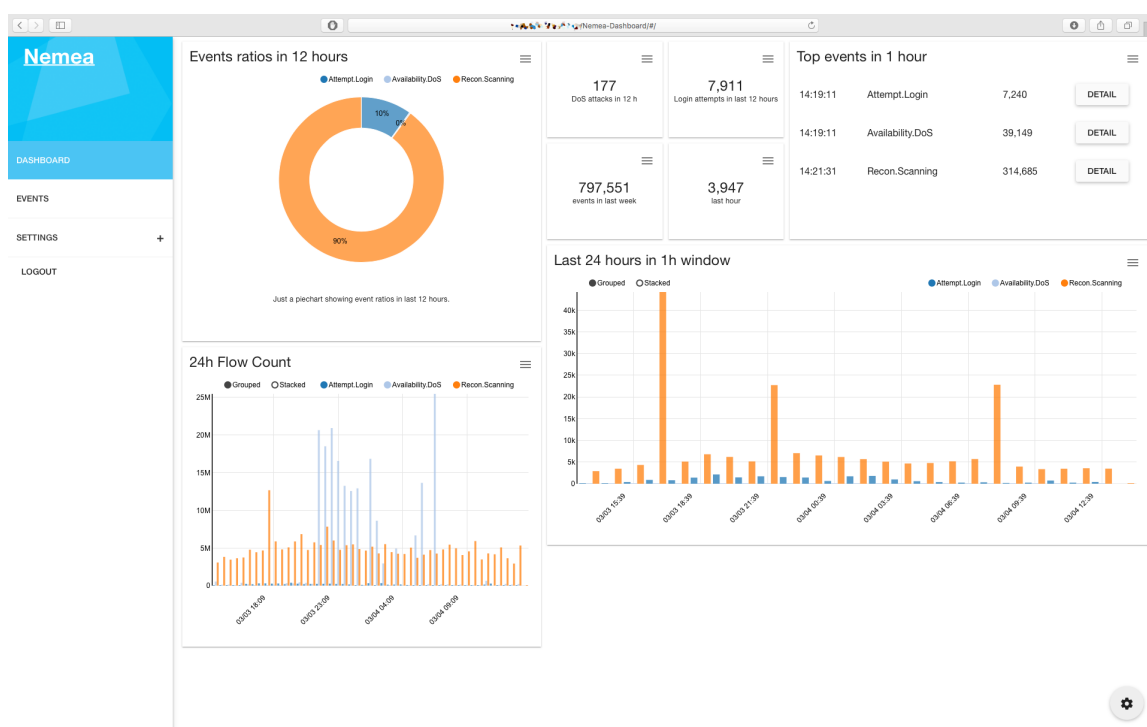 /Nemea-Dashboard/#/
Nemea
DASHBOARD
EVENTS
SETTINGS +
LOGOUT
Events ratios in 12 hours
Attempt.Login Availability.DoS Recon.Scanning
10%
0%
90%
Just a piechart showing event ratios in last 12 hours.
177
DoS attacks in 12 h
7,911
Login attempts in last 12 hours
797,551
events in last week
3,947
last hour
Top events in 1 hour
14:19:11 Attempt.Login 7,240 DETAIL
14:19:11 Availability.DoS 39,149 DETAIL
14:21:31 Recon.Scanning 314,685 DETAIL
24h Flow Count
Grouped Stacked Attempt.Login Availability.DoS Recon.Scanning
25M
20M
15M
10M
5M
0
03/03 18:09 03/03 23:09 03/04 04:09 03/04 09:09
Last 24 hours in 1h window
Grouped Stacked Attempt.Login Availability.DoS Recon.Scanning
40k
35k
30k
25k
20k
15k
10k
5k
0
03/03 15:39 03/03 18:39 03/03 21:39 03/04 00:39 03/04 03:39 03/04 06:39 03/04 09:39 03/04 12:39